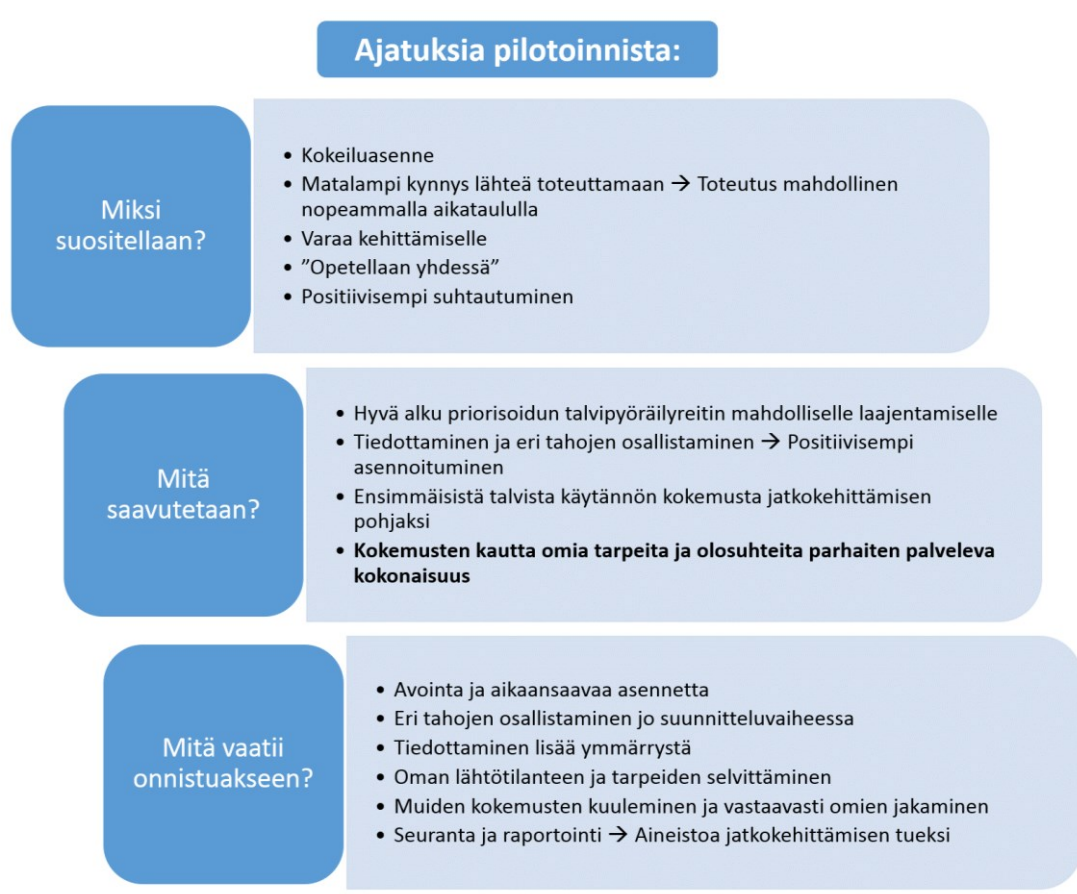 Ajatuksia pilotoinnista:
Miksi
suositellaan?
• Kokeiluasenne
• Matalampi kynnys lähteä toteuttamaan → Toteutus mahdollinen
nopeammalla aikataululla
• Varaa kehittämiselle
• ”Opetellaan yhdessä”
• Positiivisempi suhtautuminen
Mitä
saavutetaan?
• Hyvä alku priorisoidun talvipyöräilyreitin mahdolliselle laajentamiselle
• Tiedottaminen ja eri tahojen osallistaminen → Positiivisempi
asennoituminen
• Ensimmäisistä talvista käytännön kokemusta jatkokehittämisen
pohjaksi
• Kokemusten kautta omia tarpeita ja olosuhteita parhaiten palveleva
kokonaisuus
Mitä vaatii
onnistuakseen?
• Avointa ja aikaansaavaa asennetta
• Eri tahojen osallistaminen jo suunnitteluvaiheessa
• Tiedottaminen lisää ymmärrystä
• Oman lähtötilanteen ja tarpeiden selvittäminen
• Muiden kokemusten kuuleminen ja vastaavasti omien jakaminen
• Seuranta ja raportointi → Aineistoa jatkokehittämisen tueksi